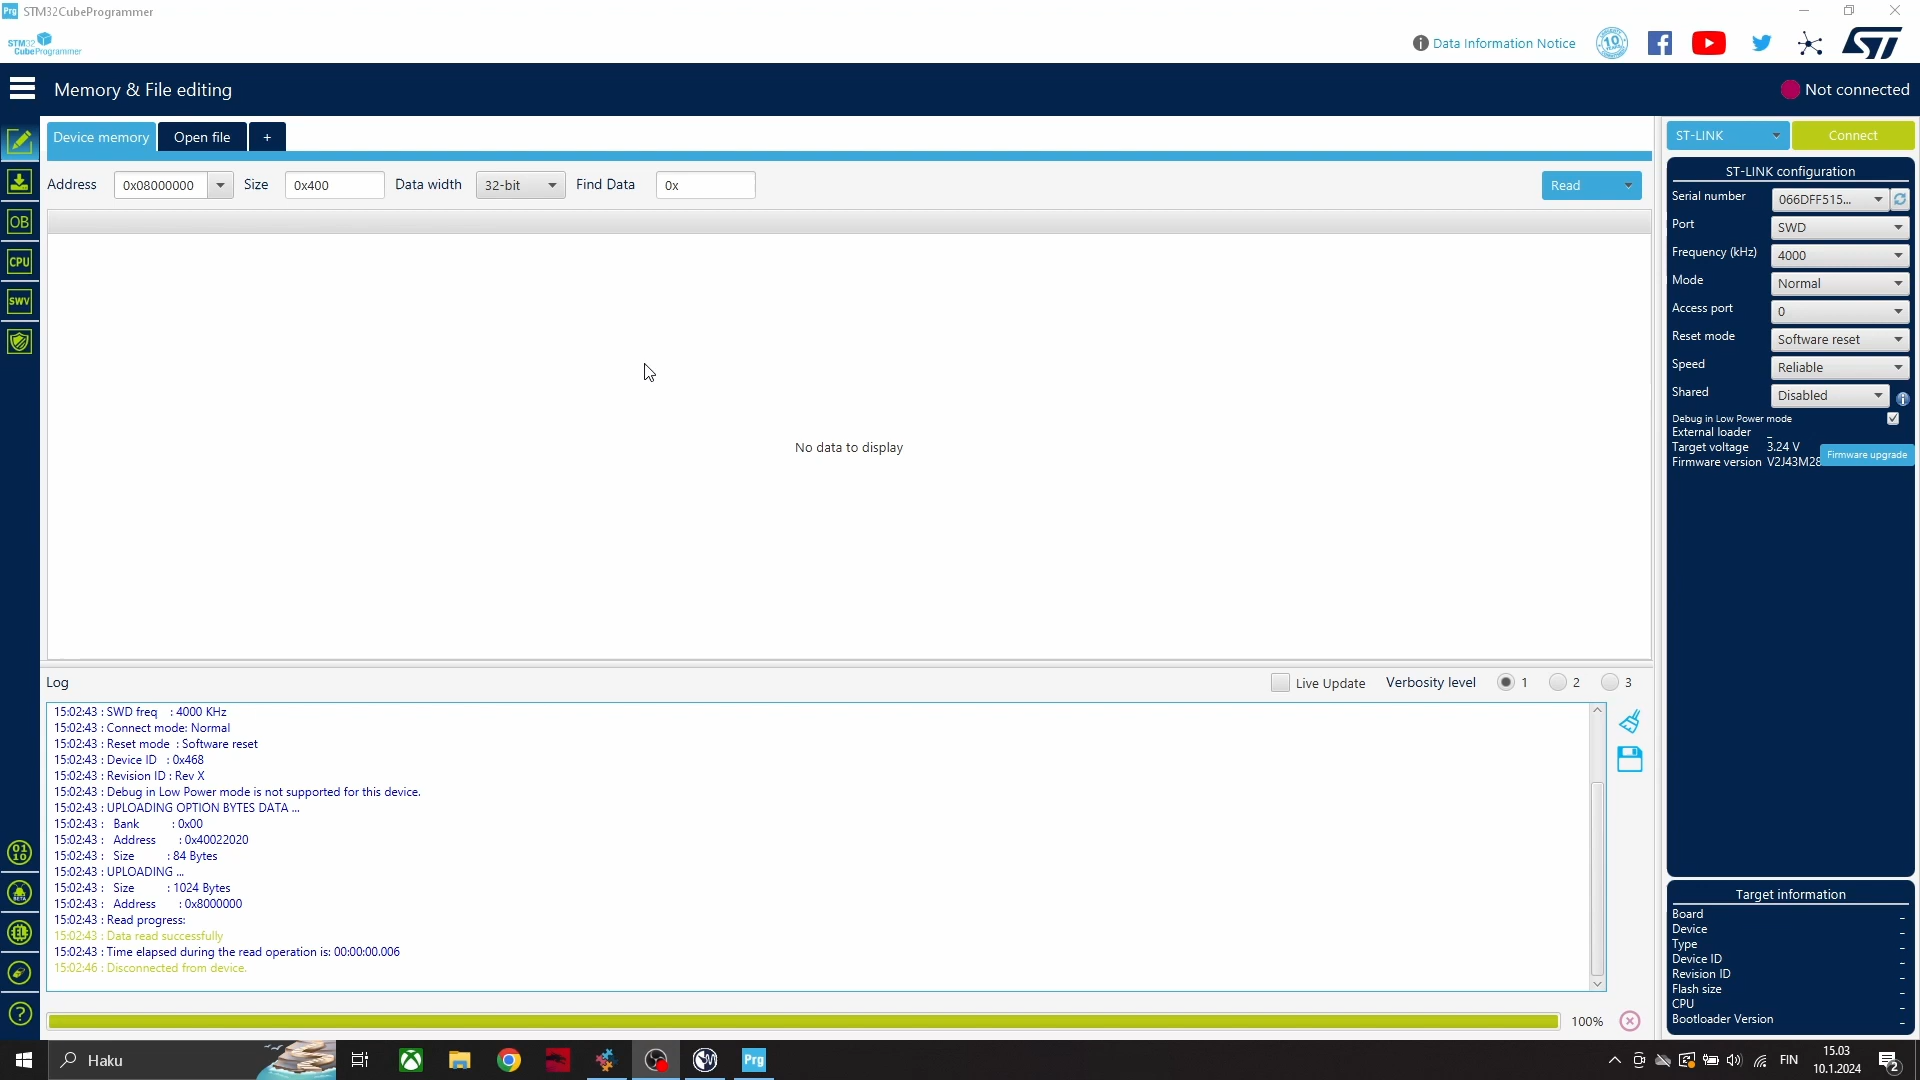 Prg STM32CubeProgrammer
STM32 CubeProgrammer
Data Information Notice
10 YEARS
ST
Memory & File editing
Not connected
Device memory Open file +
ST-LINK Connect
Address 0x08000000 Size 0x400 Data width 32-bit Find Data 0x Read
OB
CPU
SWV
No data to display
ST-LINK configuration
Serial number 066DFF515...
Port SWD
Frequency (kHz) 4000
Mode Normal
Access port 0
Reset mode Software reset
Speed Reliable
Shared Disabled
Debug in Low Power mode
External loader _
Target voltage 3.24 V
Firmware version V2J43M28
Firmware upgrade
Log Live Update Verbosity level 1 2 3
15:02:43 : SWD freq : 4000 KHz
15:02:43 : Connect mode: Normal
15:02:43 : Reset mode : Software reset
15:02:43 : Device ID : 0x468
15:02:43 : Revision ID : Rev X
15:02:43 : Debug in Low Power mode is not supported for this device.
15:02:43 : UPLOADING OPTION BYTES DATA ...
15:02:43 : Bank : 0x00
15:02:43 : Address : 0x40022020
15:02:43 : Size : 84 Bytes
15:02:43 : UPLOADING ...
15:02:43 : Size : 1024 Bytes
15:02:43 : Address : 0x8000000
15:02:43 : Read progress:
15:02:43 : Data read successfully
15:02:43 : Time elapsed during the read operation is: 00:00:00.006
15:02:46 : Disconnected from device.
100%
Target information
Board _
Device _
Type _
Device ID _
Revision ID _
Flash size _
CPU _
Bootloader Version _
Haku
Prg
FIN
15.03
10.1.2024
2